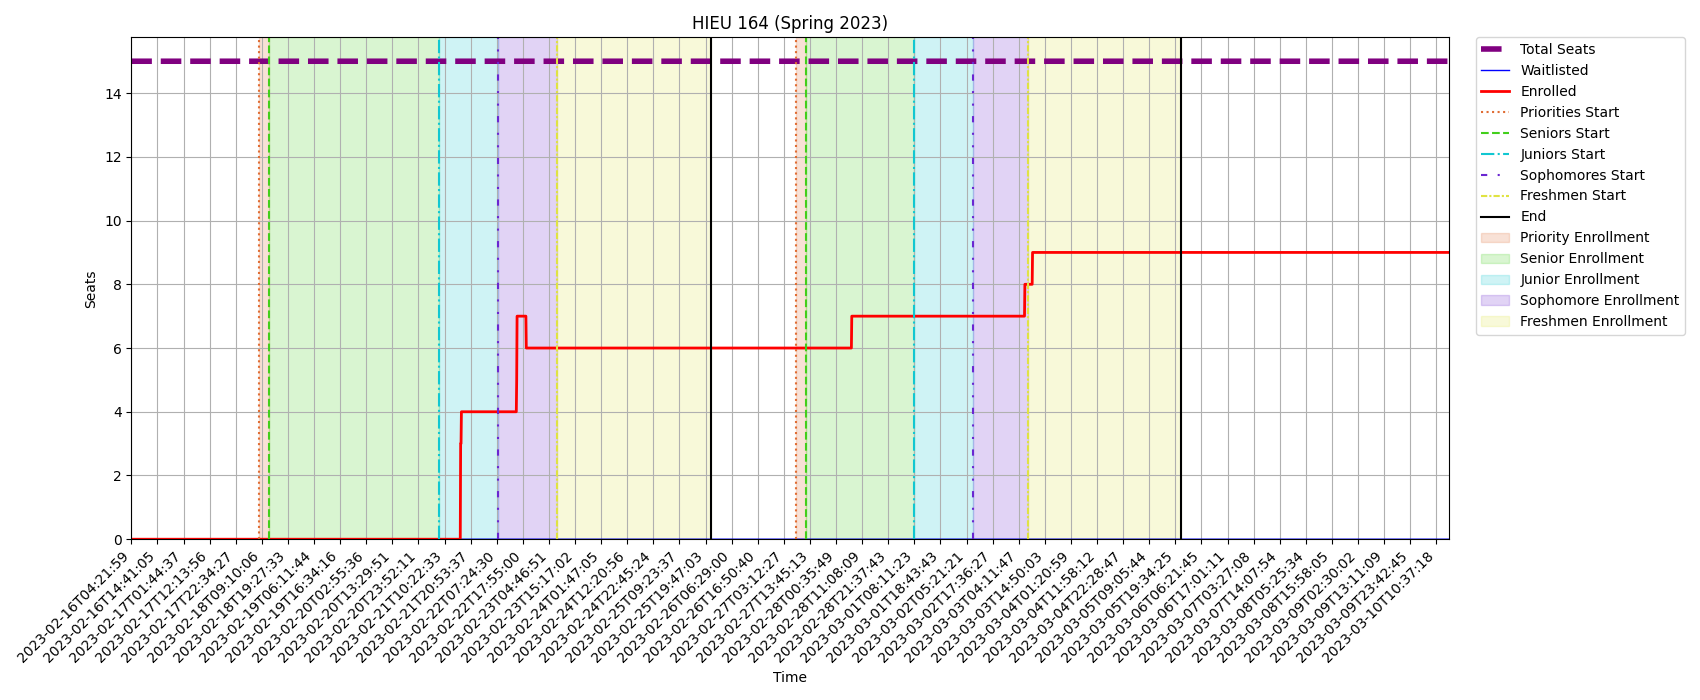 HIEU 164 (Spring 2023)
Seats
14
12
10
8
6
4
2
0
2023-02-16T04:21:59
2023-02-16T14:41:05
2023-02-17T01:44:37
2023-02-17T12:13:56
2023-02-17T22:34:27
2023-02-18T09:10:06
2023-02-18T19:27:33
2023-02-19T06:11:44
2023-02-19T16:34:16
2023-02-20T02:55:36
2023-02-20T13:29:51
2023-02-20T23:52:11
2023-02-21T10:22:33
2023-02-21T20:53:37
2023-02-22T07:24:30
2023-02-22T17:55:00
2023-02-23T04:46:51
2023-02-23T15:17:02
2023-02-24T01:47:05
2023-02-24T12:20:56
2023-02-24T22:45:24
2023-02-25T09:23:37
2023-02-25T19:47:03
2023-02-26T06:29:00
2023-02-26T16:50:40
2023-02-27T03:12:27
2023-02-27T13:45:13
2023-02-28T00:35:49
2023-02-28T11:08:09
2023-02-28T21:37:43
2023-03-01T08:11:23
2023-03-01T18:43:43
2023-03-02T05:21:21
2023-03-02T17:36:27
2023-03-03T04:11:47
2023-03-03T14:50:03
2023-03-04T01:20:59
2023-03-04T11:58:12
2023-03-04T22:28:47
2023-03-05T09:05:44
2023-03-05T19:34:25
2023-03-06T06:21:45
2023-03-06T17:01:11
2023-03-07T03:27:08
2023-03-07T14:07:54
2023-03-08T05:25:34
2023-03-08T15:58:05
2023-03-09T02:30:02
2023-03-09T13:11:09
2023-03-09T23:42:45
2023-03-10T10:37:18
Time
Total Seats
Waitlisted
Enrolled
Priorities Start
Seniors Start
Juniors Start
Sophomores Start
Freshmen Start
End
Priority Enrollment
Senior Enrollment
Junior Enrollment
Sophomore Enrollment
Freshmen Enrollment